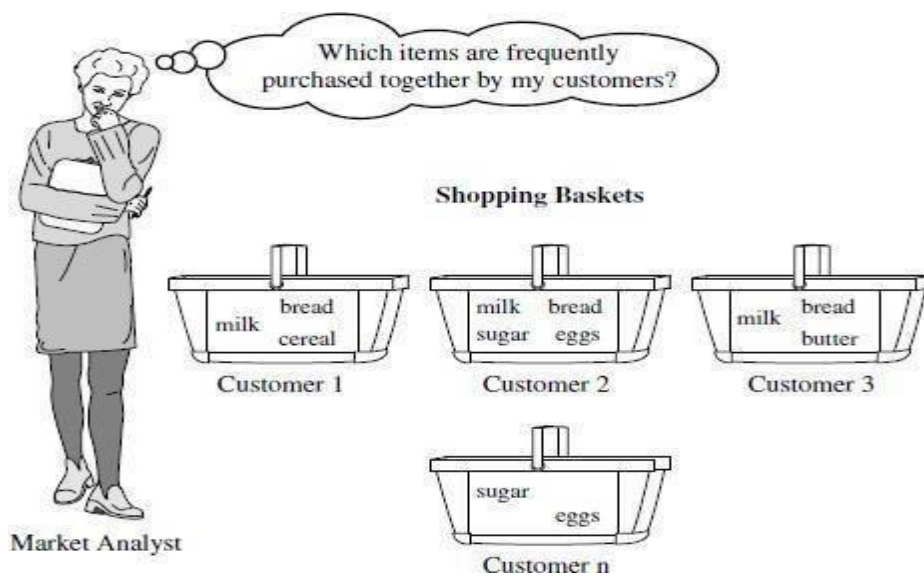 Which items are frequently
purchased together by my customers?
Shopping Baskets
milk bread
cereal
Customer 1
milk bread
sugar eggs
Customer 2
milk bread
butter
Customer 3
sugar
eggs
Customer n
Market Analyst